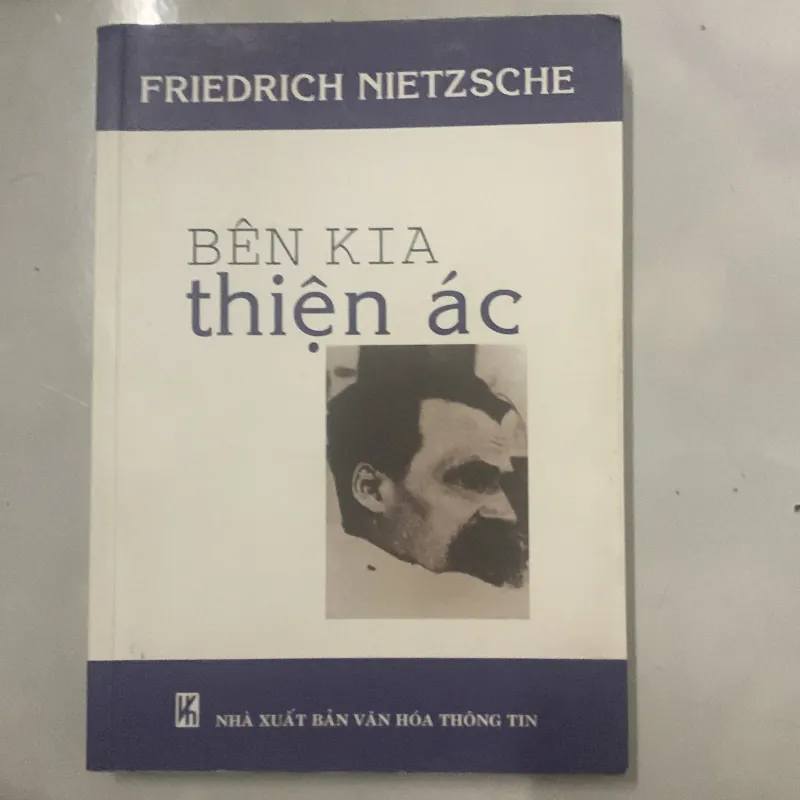 FRIEDRICH NIETZSCHE
BÊN KIA
thiện ác
NHÀ XUẤT BẢN VĂN HÓA THÔNG TIN